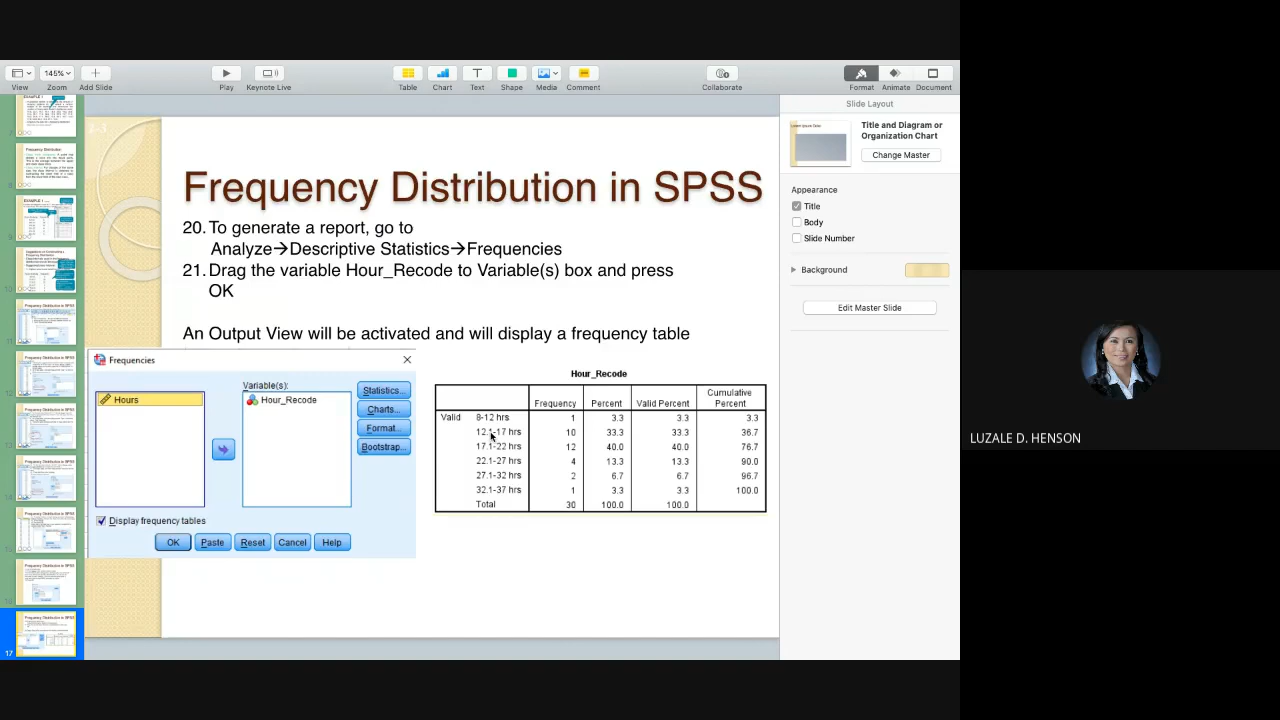 145%
View
Zoom
Add Slide
Play
Keynote Live
Table
Chart
Text
Shape
Media
Comment
Collaborate
Format
Animate
Document
Slide Layout
Title and Diagram or
Organization Chart
Change Master
Appearance
Title
Body
Slide Number
Background
Edit Master Slide
2-1
Frequency Distribution in SPSS
20. To generate a report, go to
Analyze→Descriptive Statistics→Frequencies
21. Drag the variable Hour_Recode to Variable(s) box and press
OK
An Output View will be activated and will display a frequency table
Frequencies
Variable(s):
Hours
Hour_Recode
Statistics...
Charts...
Format...
Bootstrap...
Display frequency tables
OK Paste Reset Cancel Help
Hour_Recode
Frequency Percent Valid Percent Cumulative Percent
Valid 8-12 hrs 1 3.3 3.3 3.3
12.1-17 hrs 10 33.3 33.3 36.7
17.1-22 hrs 12 40.0 40.0 76.7
22.1-27 hrs 4 13.3 13.3 90.0
27.1-32 hrs 2 6.7 6.7 96.7
32.1-37 hrs 1 3.3 3.3 100.0
Total 30 100.0 100.0
17
LUZALE D. HENSON